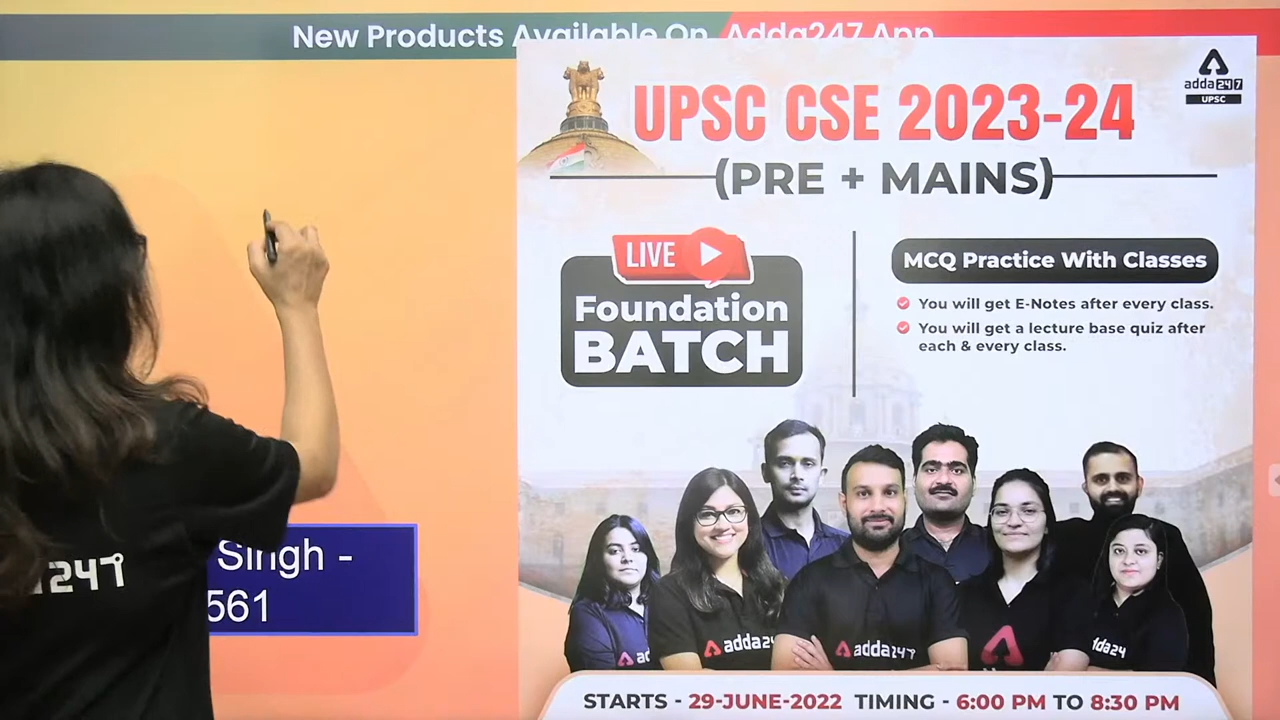 New Products Available On Adda247 App
adda247
UPSC
UPSC CSE 2023-24
(PRE + MAINS)
LIVE
Foundation
BATCH
MCQ Practice With Classes
You will get E-Notes after every class.
You will get a lecture base quiz after
each & every class.
Singh -
561
247
adda247
STARTS - 29-JUNE-2022 TIMING - 6:00 PM TO 8:30 PM